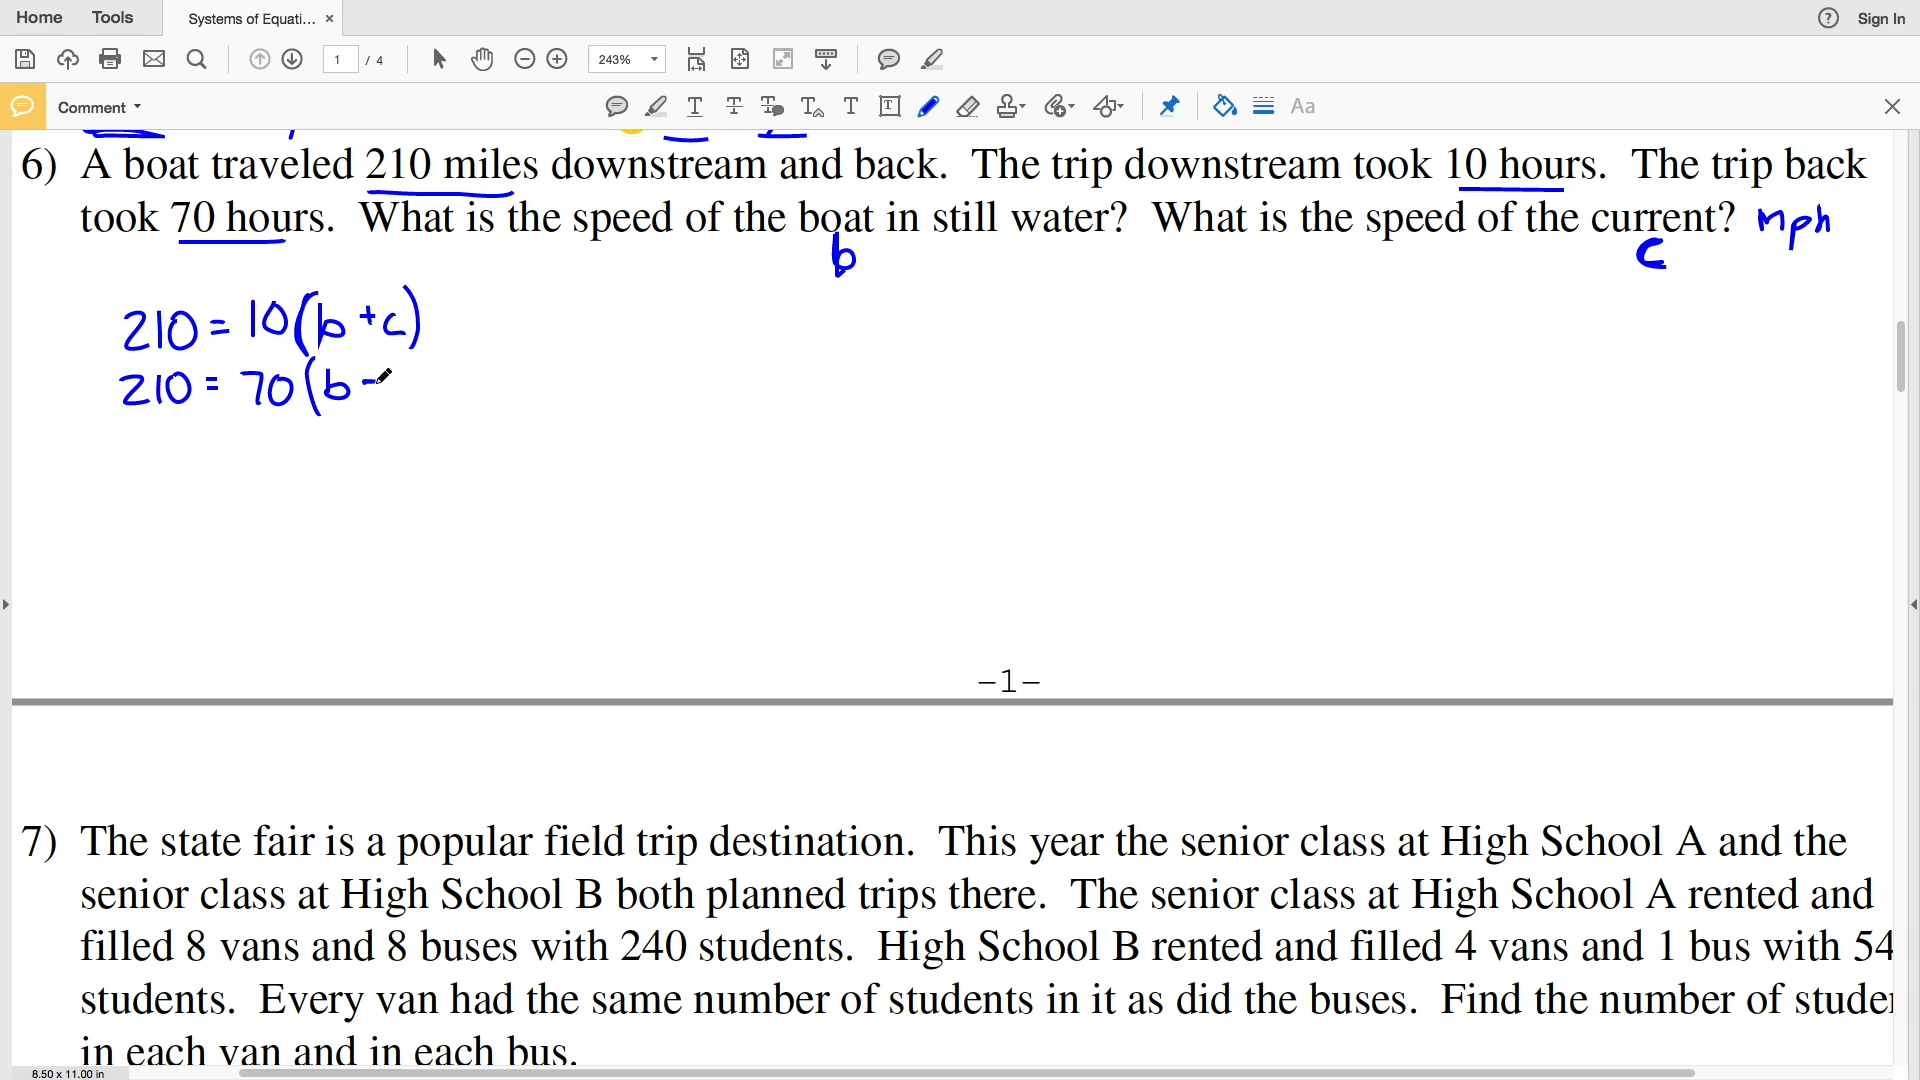 Home Tools Systems of Equati... × ? Sign In
1 / 4 243%
Comment T T T T T T Aa
6) A boat traveled 210 miles downstream and back. The trip downstream took 10 hours. The trip back
took 70 hours. What is the speed of the boat in still water? What is the speed of the current? mph
b c
210 = 10(b + c)
210 = 70(b -
-1-
7) The state fair is a popular field trip destination. This year the senior class at High School A and the
senior class at High School B both planned trips there. The senior class at High School A rented and
filled 8 vans and 8 buses with 240 students. High School B rented and filled 4 vans and 1 bus with 54
students. Every van had the same number of students in it as did the buses. Find the number of studen
in each van and in each bus.
8.50 x 11.00 in